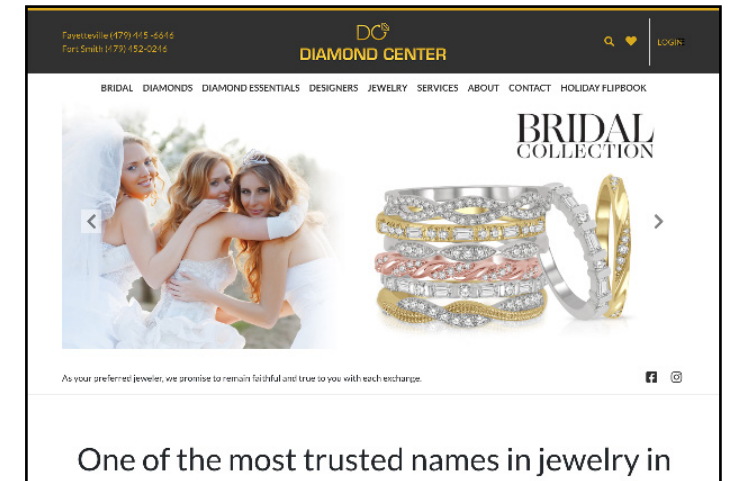 Fayetteville (479) 445 -6646
Fort Smith (479) 452-0246
DC
DIAMOND CENTER
LOGIN
BRIDAL DIAMONDS DIAMOND ESSENTIALS DESIGNERS JEWELRY SERVICES ABOUT CONTACT HOLIDAY FLIPBOOK
BRIDAL
COLLECTION
As your preferred jeweler, we promise to remain faithful and true to you with each exchange.
One of the most trusted names in jewelry in